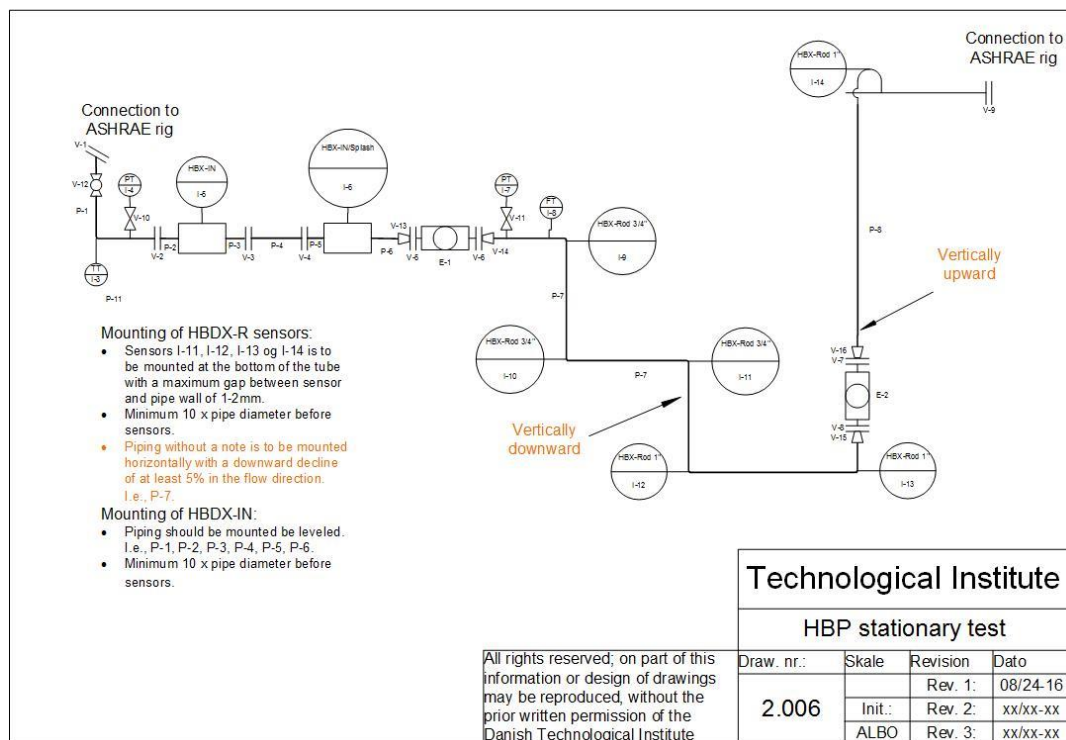 Connection to
ASHRAE rig
HBX-Rod 1"
I-14
V-9
Connection to
ASHRAE rig
V-1
V-12
P-1
PT
I-4
V-10
HBX-IN
I-5
HBX-IN/Splash
I-6
PT
I-7
V-11
FT
I-8
HBX-Rod 3/4"
I-9
V-13
P-2
V-2
P-3
V-3
P-4
V-4
P-5
P-6
V-5
E-1
V-6
V-14
TT
I-3
P-11
P-7
P-8
Vertically
upward
HBX-Rod 3/4"
I-10
P-7
HBX-Rod 3/4"
I-11
V-16
V-7
E-2
V-8
V-15
Vertically
downward
HBX-Rod 1"
I-12
HBX-Rod 1"
I-13
Mounting of HBDX-R sensors:
• Sensors I-11, I-12, I-13 og I-14 is to
be mounted at the bottom of the tube
with a maximum gap between sensor
and pipe wall of 1-2mm.
• Minimum 10 x pipe diameter before
sensors.
• Piping without a note is to be mounted
horizontally with a downward decline
of at least 5% in the flow direction.
I.e., P-7.
Mounting of HBDX-IN:
• Piping should be mounted be leveled.
I.e., P-1, P-2, P-3, P-4, P-5, P-6.
• Minimum 10 x pipe diameter before
sensors.
Technological Institute
HBP stationary test
All rights reserved; on part of this
information or design of drawings
may be reproduced, without the
prior written permission of the
Danish Technological Institute
Draw. nr.: Skale Revision Dato
2.006
Rev. 1: 08/24-16
Init.: Rev. 2: xx/xx-xx
ALBO Rev. 3: xx/xx-xx